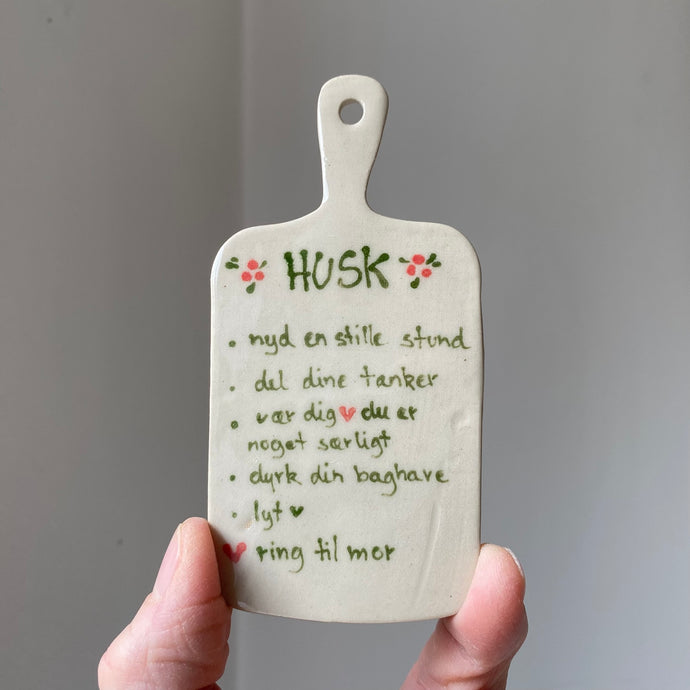 HUSK
• nyd en stille stund
• del dine tanker
• vær dig ♥ du er
noget særligt
• dyrk din baghave
• lyt ♥
♥ ring til mor